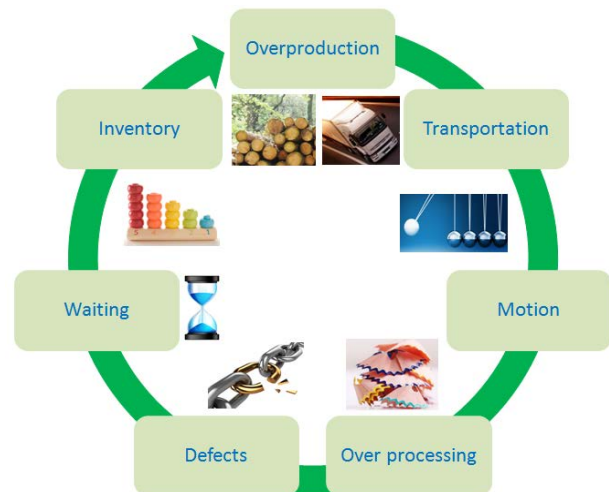 Overproduction
Transportation
Motion
Over processing
Defects
Waiting
Inventory